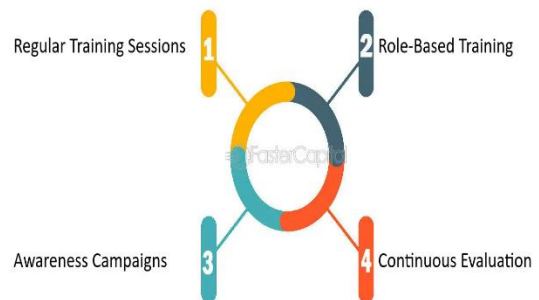 Regular Training Sessions
1
2
Role-Based Training
FasterCapital
Awareness Campaigns
3
4
Continuous Evaluation